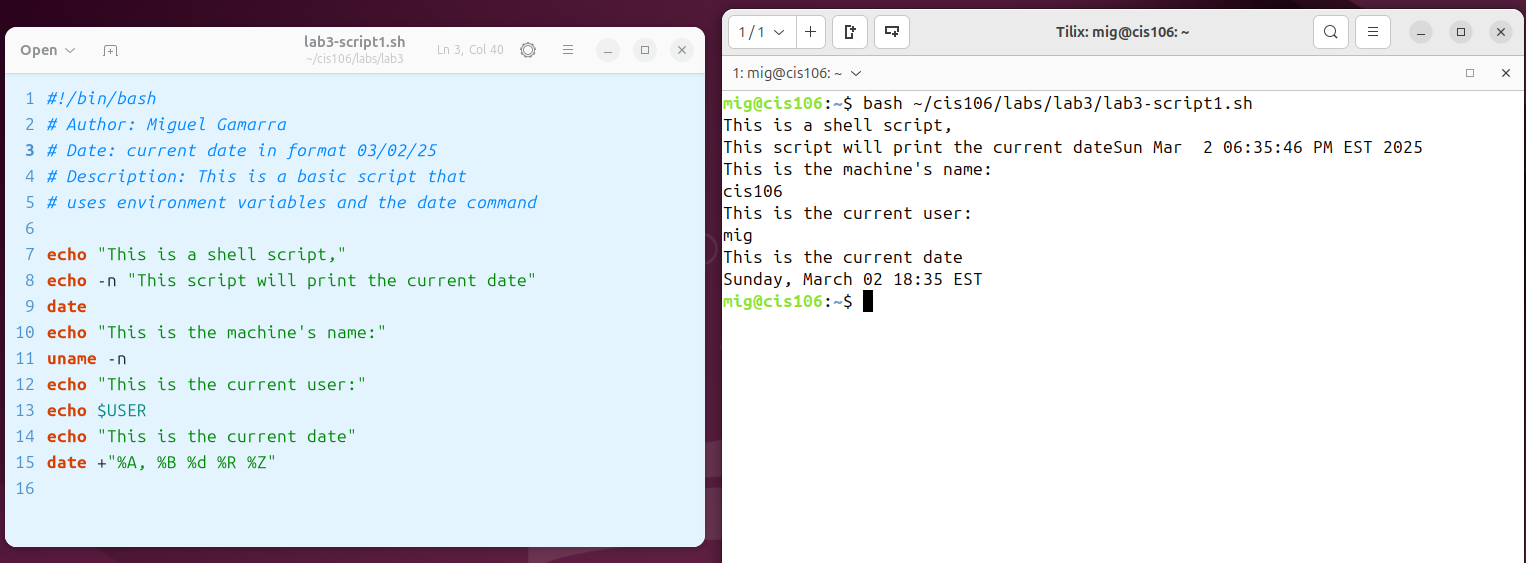 Open
lab3-script1.sh
~/cis106/labs/lab3
Ln 3, Col 40
1 #!/bin/bash
2 # Author: Miguel Gamarra
3 # Date: current date in format 03/02/25
4 # Description: This is a basic script that
5 # uses environment variables and the date command
6
7 echo "This is a shell script,"
8 echo -n "This script will print the current date"
9 date
10 echo "This is the machine's name:"
11 uname -n
12 echo "This is the current user:"
13 echo $USER
14 echo "This is the current date"
15 date +"%A, %B %d %R %Z"
16
1 / 1
Tilix: mig@cis106: ~
1: mig@cis106: ~
mig@cis106:~$ bash ~/cis106/labs/lab3/lab3-script1.sh
This is a shell script,
This script will print the current dateSun Mar  2 06:35:46 PM EST 2025
This is the machine's name:
cis106
This is the current user:
mig
This is the current date
Sunday, March 02 18:35 EST
mig@cis106:~$